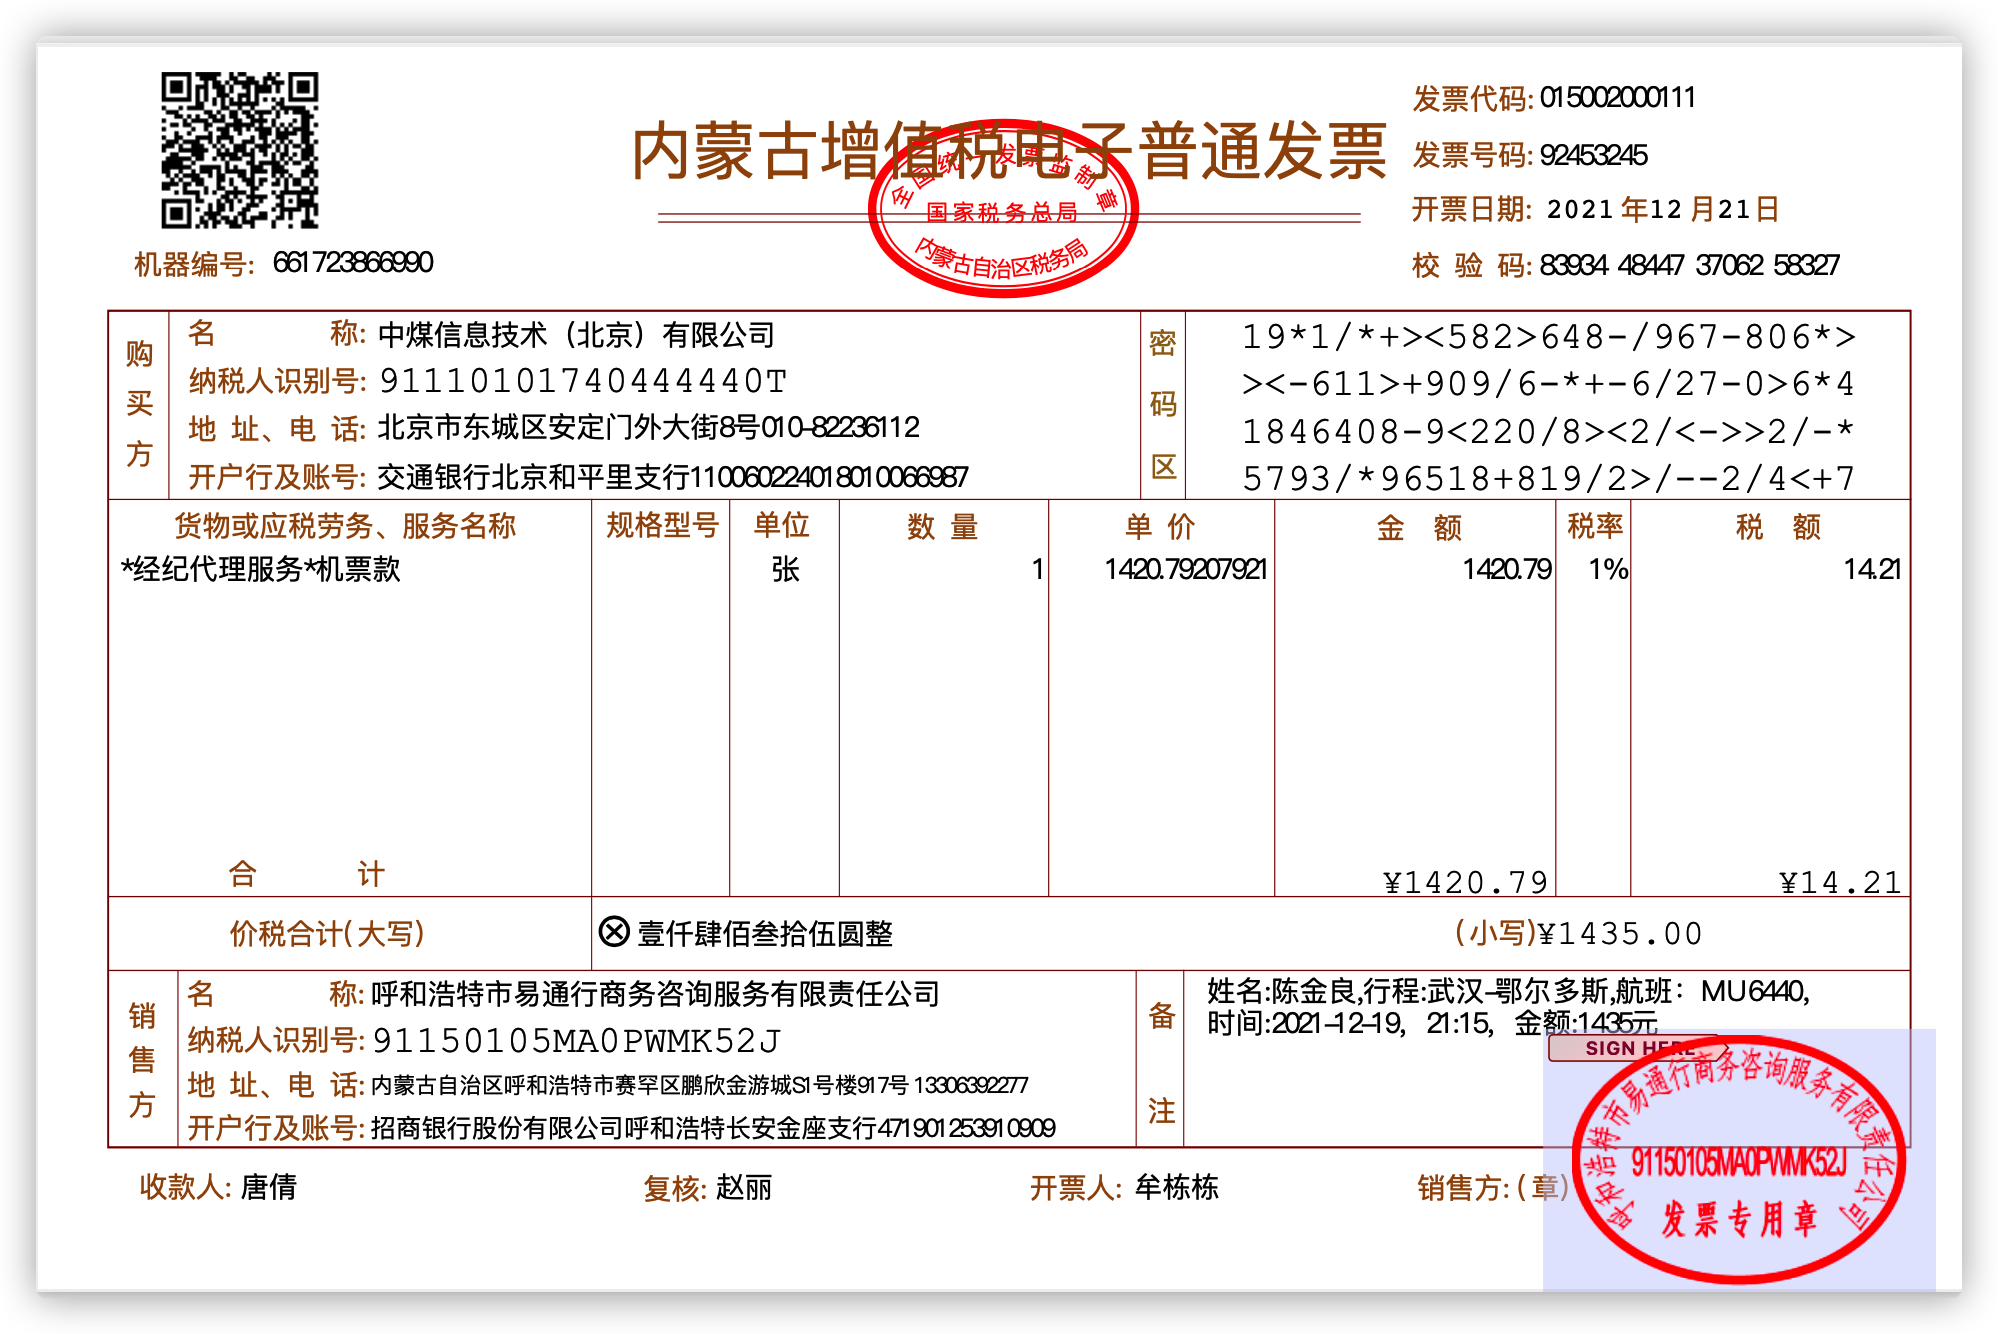 内蒙古增值税电子普通发票
全国统一发票监制章
国家税务总局
内蒙古自治区税务局
发票代码: 015002000111
发票号码: 92453245
开票日期: 2021 年12 月21日
校 验 码: 83934 48447 37062 58327
机器编号: 661723866990
购买方
名 称: 中煤信息技术（北京）有限公司
纳税人识别号: 91110101740444440T
地 址、电 话: 北京市东城区安定门外大街8号010-82236112
开户行及账号: 交通银行北京和平里支行110060224018010066987
密码区
19*1/*+><582>648-/967-806*>
><-611>+909/6-*+-6/27-0>6*4
1846408-9<220/8><2/<->>2/-*
5793/*96518+819/2>/--2/4<+7
货物或应税劳务、服务名称 规格型号 单位 数 量 单 价 金 额 税率 税 额
*经纪代理服务*机票款 张 1 1420.79207921 1420.79 1% 14.21
合 计 ¥1420.79 ¥14.21
价税合计(大写) ⊗壹仟肆佰叁拾伍圆整 (小写)¥1435.00
销售方
名 称: 呼和浩特市易通行商务咨询服务有限责任公司
纳税人识别号: 91150105MA0PWMK52J
地 址、电 话: 内蒙古自治区呼和浩特市赛罕区鹏欣金游城S1号楼917号 13306392277
开户行及账号: 招商银行股份有限公司呼和浩特长安金座支行471901253910909
备注
姓名:陈金良,行程:武汉-鄂尔多斯,航班：MU6440,
时间:2021-12-19，21:15，金额:1435元
SIGN HERE
呼和浩特市易通行商务咨询服务有限责任公司
91150105MA0PWMK52J
发票专用章
收款人: 唐倩 复核: 赵丽 开票人: 牟栋栋 销售方: (章)